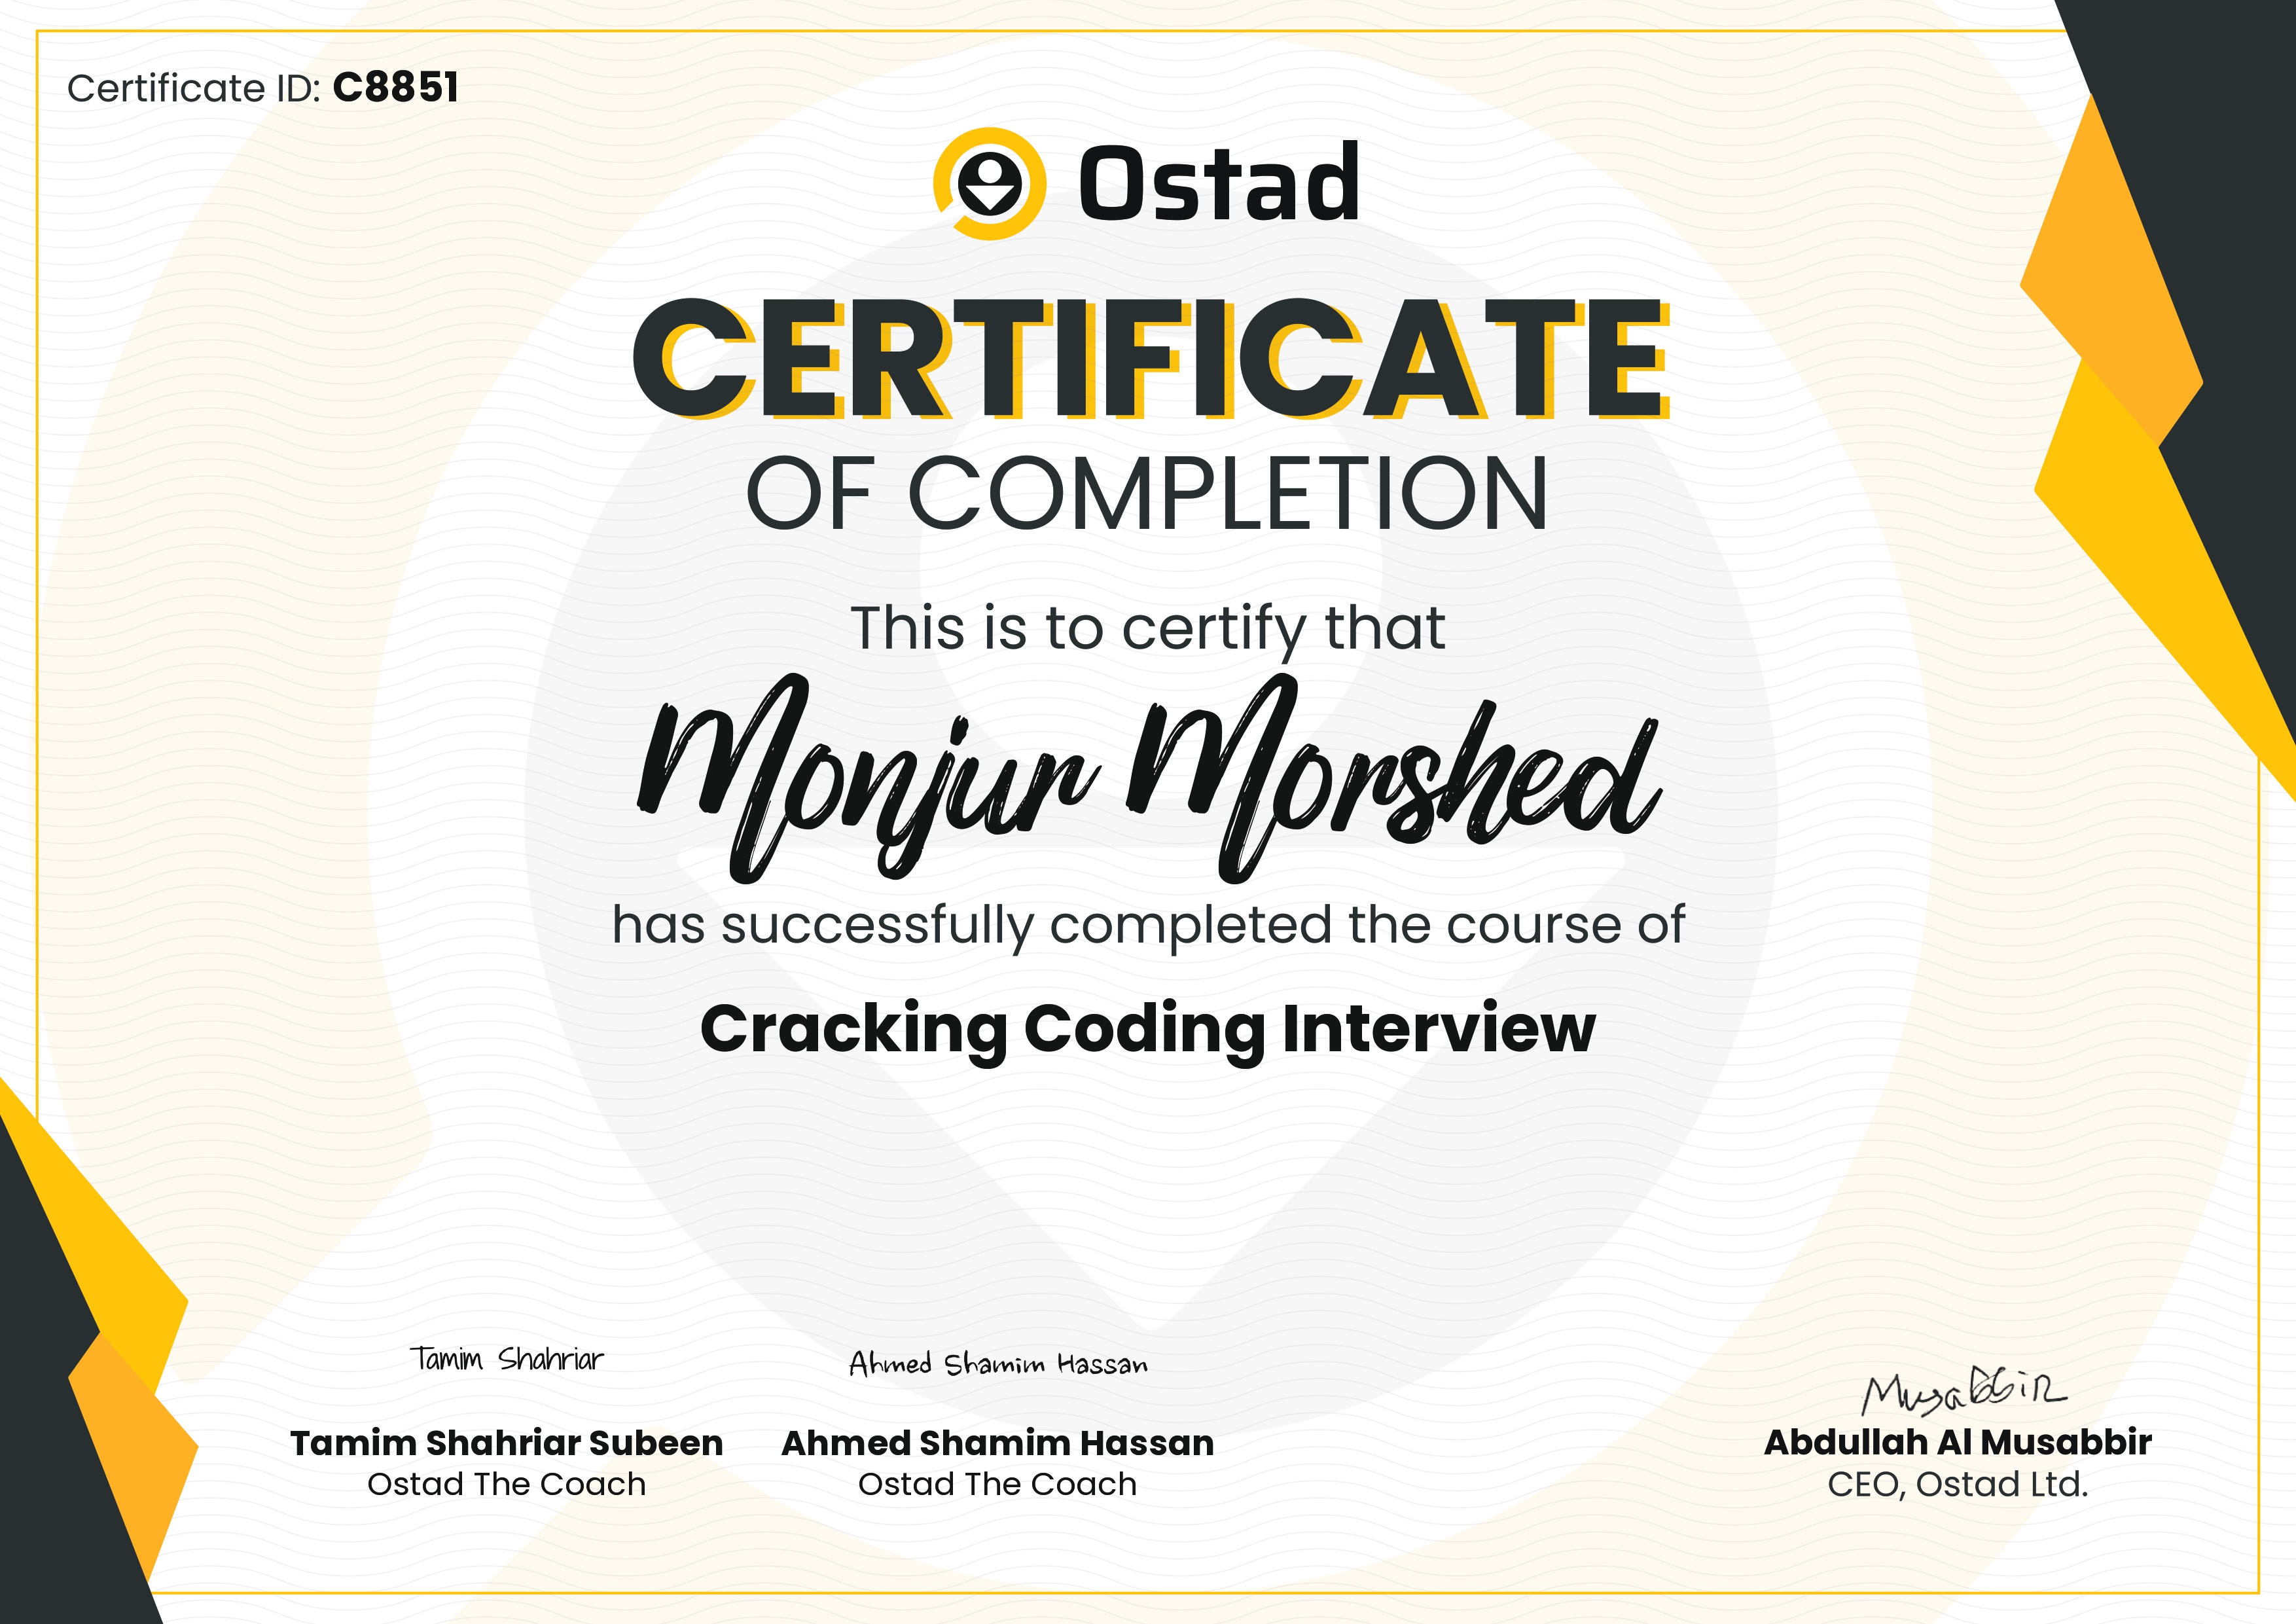 Certificate ID: C8851
Ostad
CERTIFICATE
OF COMPLETION
This is to certify that
Monjur Morshed
has successfully completed the course of
Cracking Coding Interview
Tamim Shahriar
Ahmed Shamim Hassan
Musabbir
Tamim Shahriar Subeen
Ahmed Shamim Hassan
Abdullah Al Musabbir
Ostad The Coach
Ostad The Coach
CEO, Ostad Ltd.